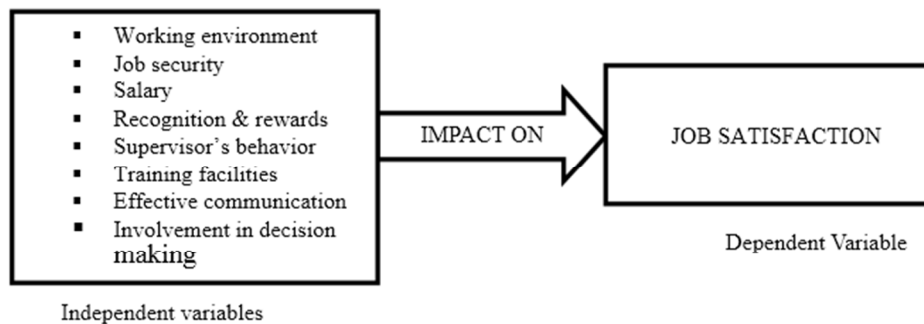 ▪ Working environment
▪ Job security
▪ Salary
▪ Recognition & rewards
▪ Supervisor's behavior
▪ Training facilities
▪ Effective communication
▪ Involvement in decision
making
IMPACT ON
JOB SATISFACTION
Dependent Variable
Independent variables